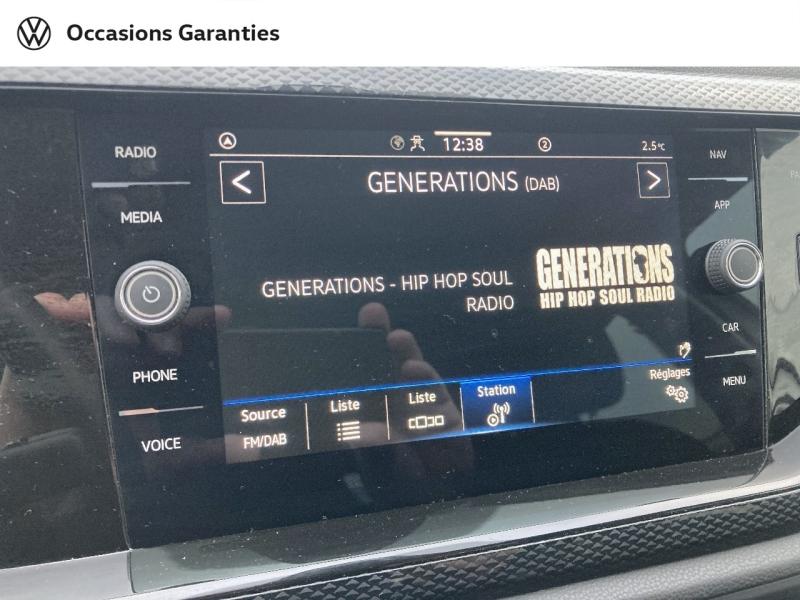 Occasions Garanties
RADIO
MEDIA
PHONE
VOICE
12:38
2
2.5°C
GENERATIONS (DAB)
GENERATIONS - HIP HOP SOUL
RADIO
GENERATIONS
HIP HOP SOUL RADIO
Source
FM/DAB
Liste
Liste
Station
Réglages
NAV
APP
CAR
MENU